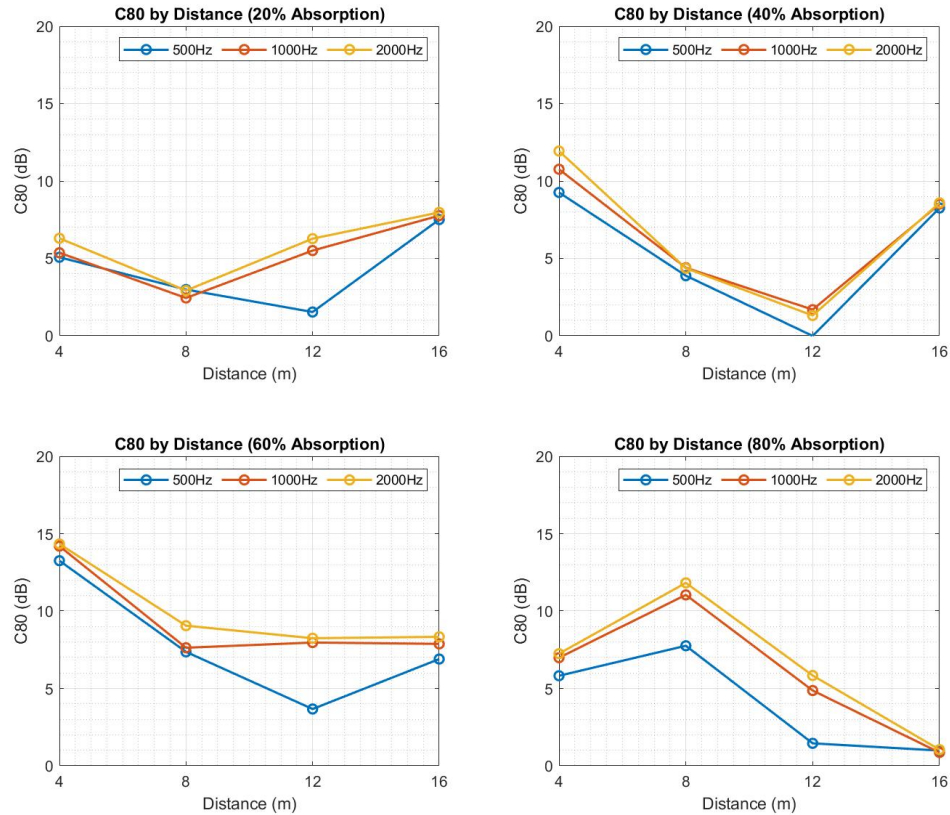 C80 by Distance (20% Absorption)
500Hz 1000Hz 2000Hz
20
15
10
5
0
C80 (dB)
4 8 12 16
Distance (m)
C80 by Distance (40% Absorption)
500Hz 1000Hz 2000Hz
20
15
10
5
0
C80 (dB)
4 8 12 16
Distance (m)
C80 by Distance (60% Absorption)
500Hz 1000Hz 2000Hz
20
15
10
5
0
C80 (dB)
4 8 12 16
Distance (m)
C80 by Distance (80% Absorption)
500Hz 1000Hz 2000Hz
20
15
10
5
0
C80 (dB)
4 8 12 16
Distance (m)